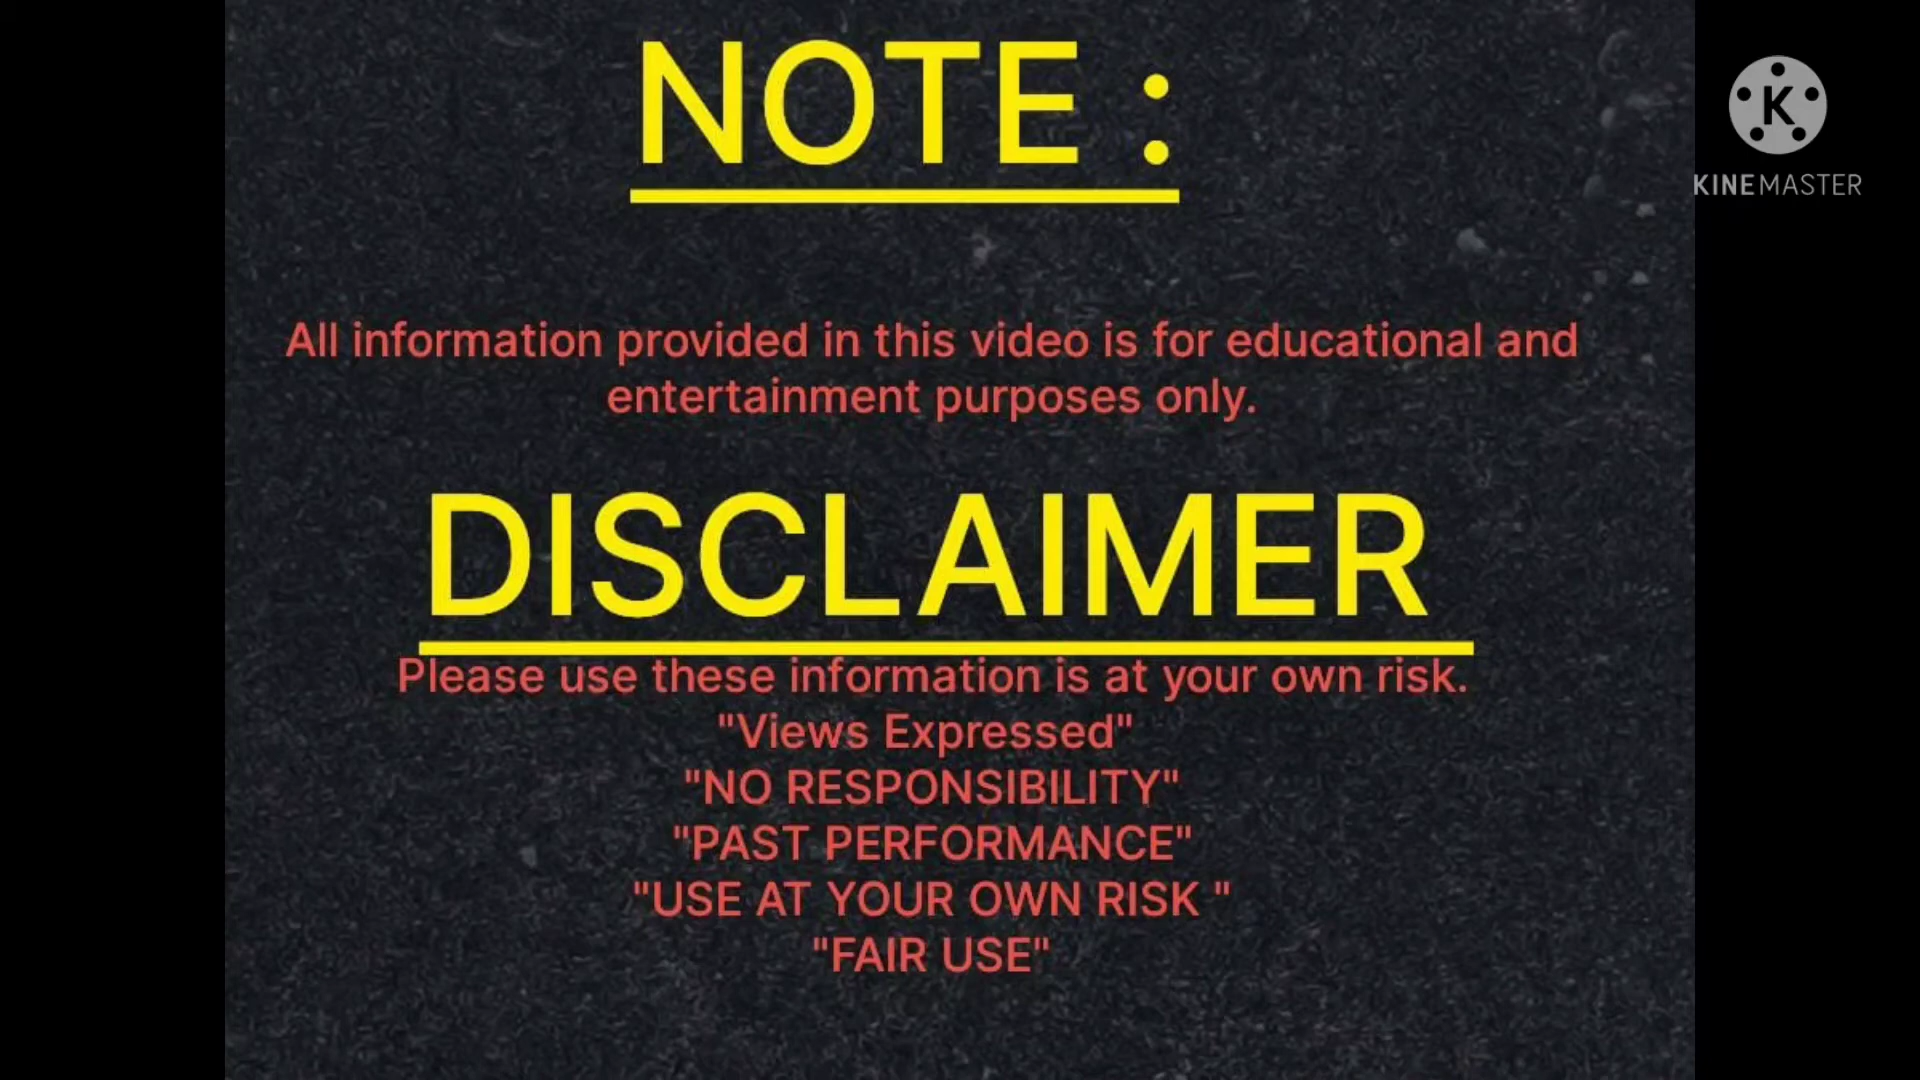 NOTE :
K
KINEMASTER
All information provided in this video is for educational and
entertainment purposes only.
DISCLAIMER
Please use these information is at your own risk.
"Views Expressed"
"NO RESPONSIBILITY"
"PAST PERFORMANCE"
"USE AT YOUR OWN RISK "
"FAIR USE"